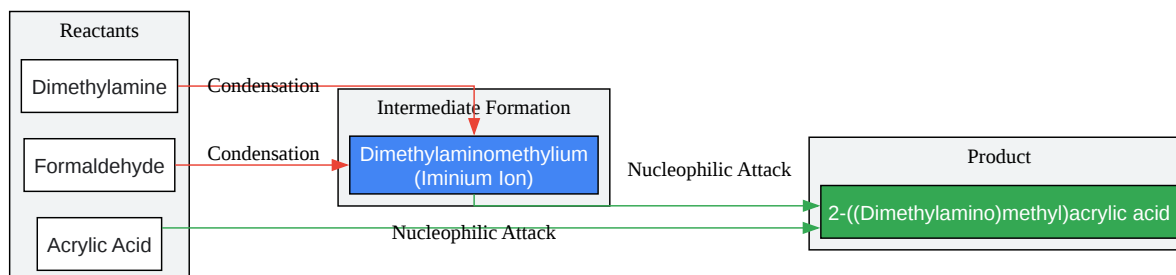 Reactants
Dimethylamine
Condensation
Intermediate Formation
Formaldehyde
Condensation
Dimethylaminomethylium
(Iminium Ion)
Nucleophilic Attack
Product
2-((Dimethylamino)methyl)acrylic acid
Acrylic Acid
Nucleophilic Attack